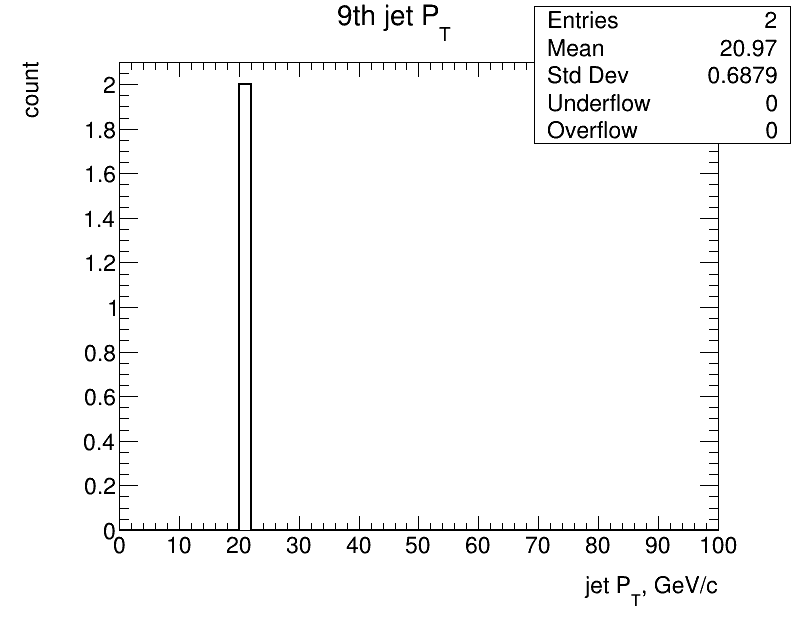 9th jet P_T
Entries 2
Mean 20.97
Std Dev 0.6879
Underflow 0
Overflow 0
count
2
1.8
1.6
1.4
1.2
1
0.8
0.6
0.4
0.2
0
0 10 20 30 40 50 60 70 80 90 100
jet P_T, GeV/c